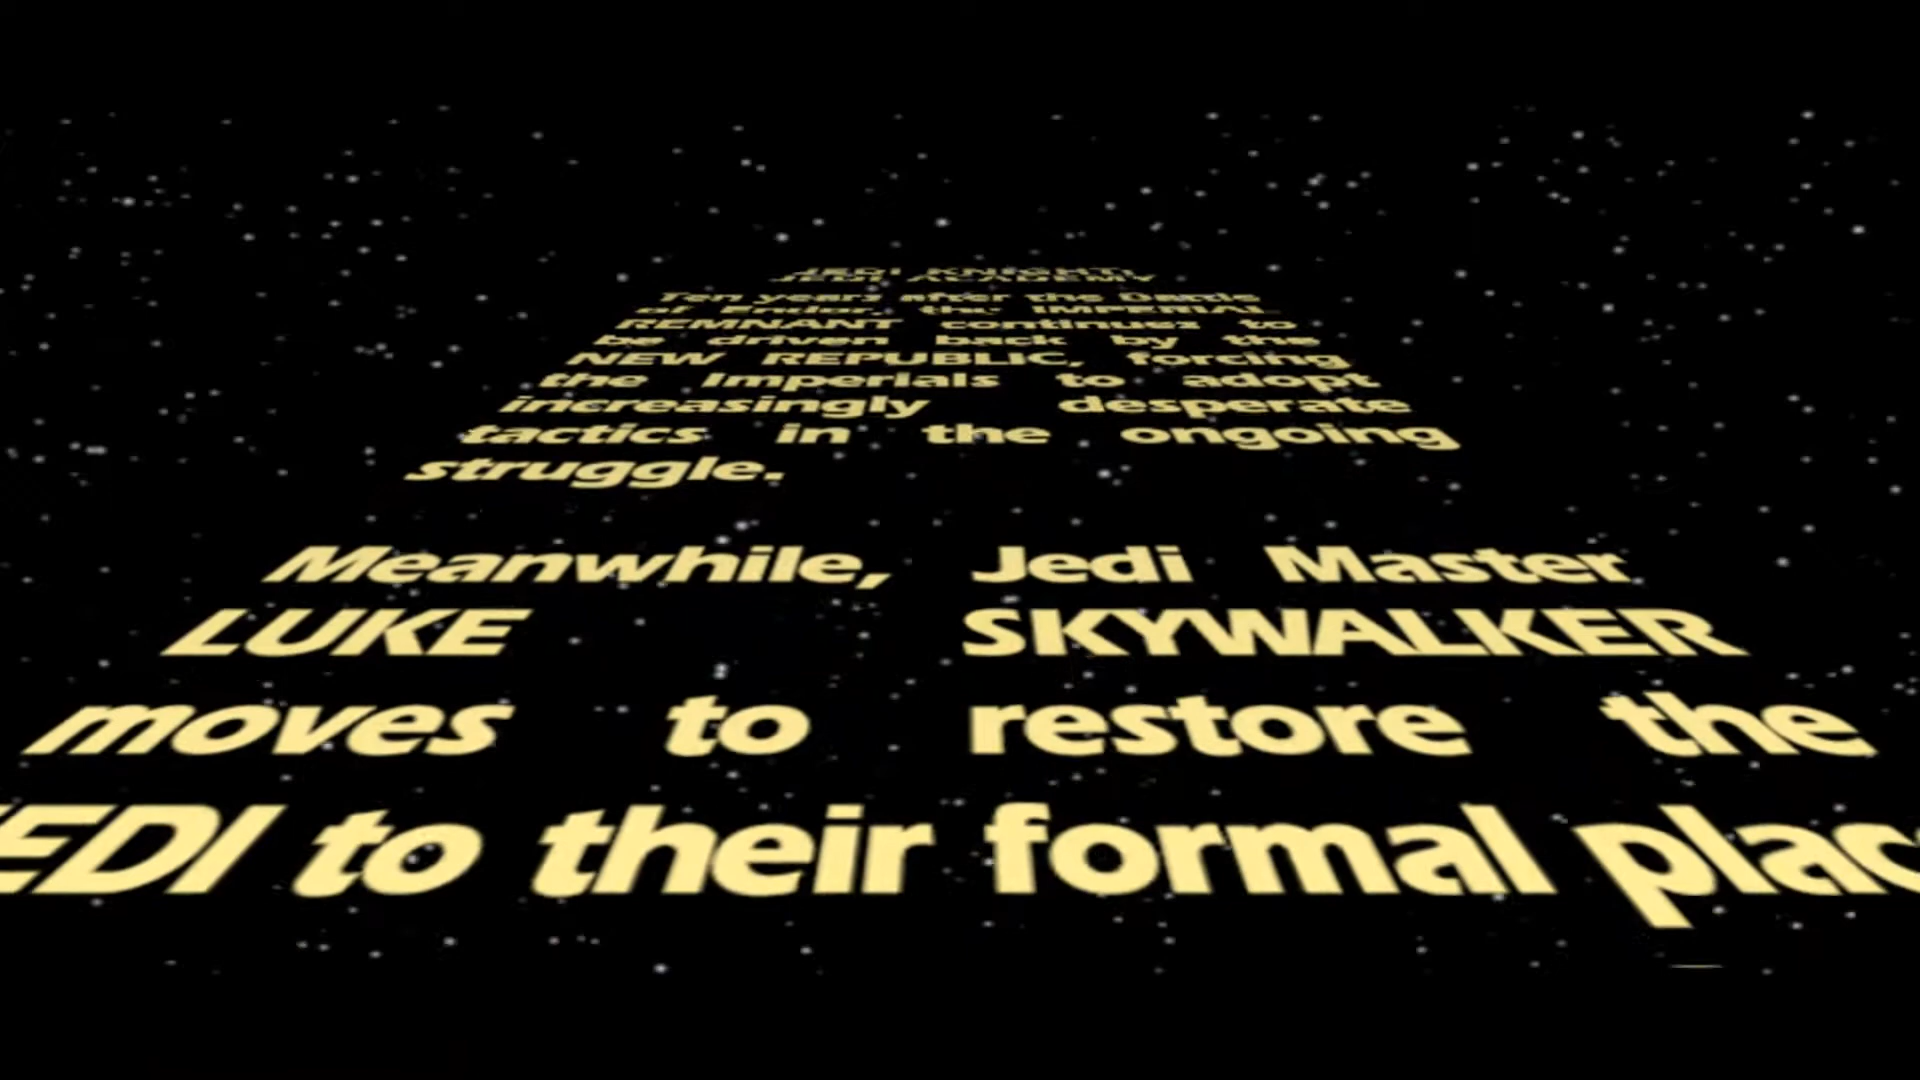 JEDI KNIGHT:
JEDI ACADEMY
Ten years after the Battle
of Endor, the IMPERIAL
REMNANT continues to
be driven back by the
NEW REPUBLIC, forcing
the Imperials to adopt
increasingly desperate
tactics in the ongoing
struggle.
Meanwhile, Jedi Master
LUKE SKYWALKER
moves to restore the
EDI to their formal plac